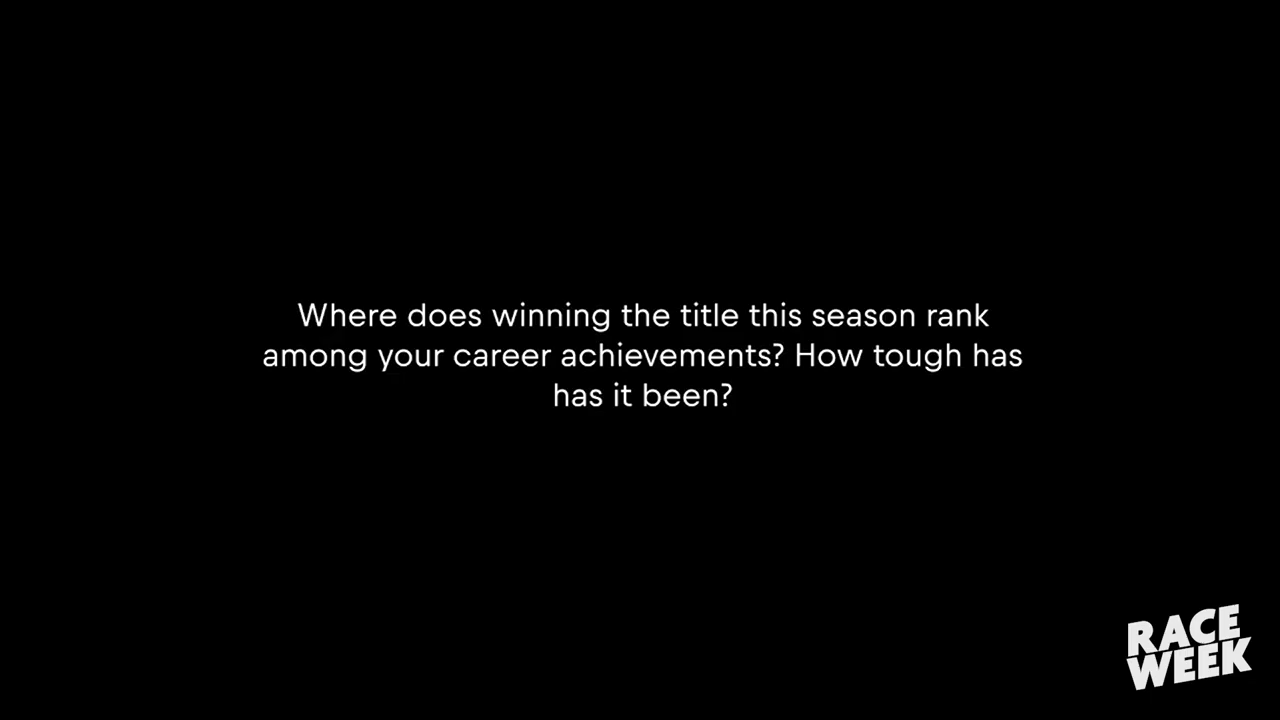 Where does winning the title this season rank
among your career achievements? How tough has
has it been?
RACE
WEEK